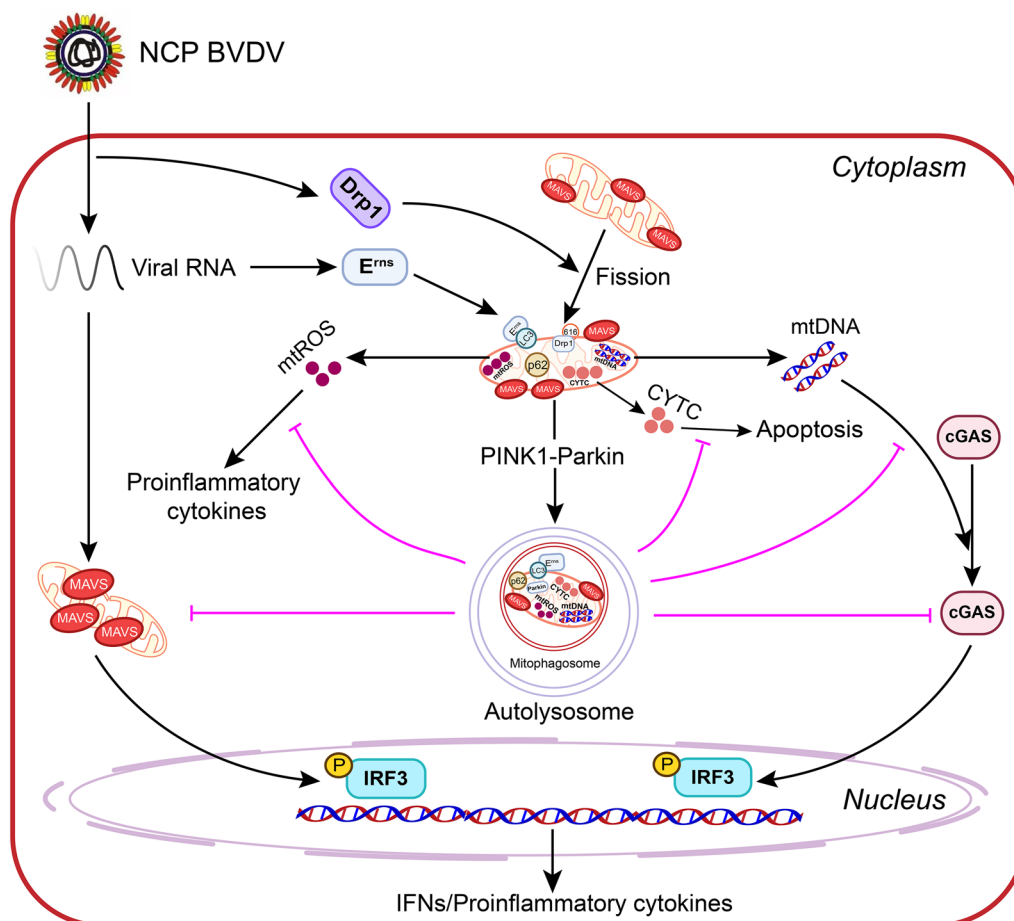 NCP BVDV
Cytoplasm
Drp1
MAVS
MAVS
MAVS
Viral RNA
Erns
Fission
mtROS
Erns
LC3
616
Drp1
MAVS
mtROS
p62
CYTC
mtDNA
MAVS
MAVS
mtDNA
CYTC
Apoptosis
cGAS
PINK1-Parkin
Proinflammatory
cytokines
MAVS
MAVS
MAVS
Erns
LC3
p62
Parkin
CYTC
MAVS
MAVS
mtROS
mtDNA
Mitophagosome
cGAS
Autolysosome
P
IRF3
P
IRF3
Nucleus
IFNs/Proinflammatory cytokines